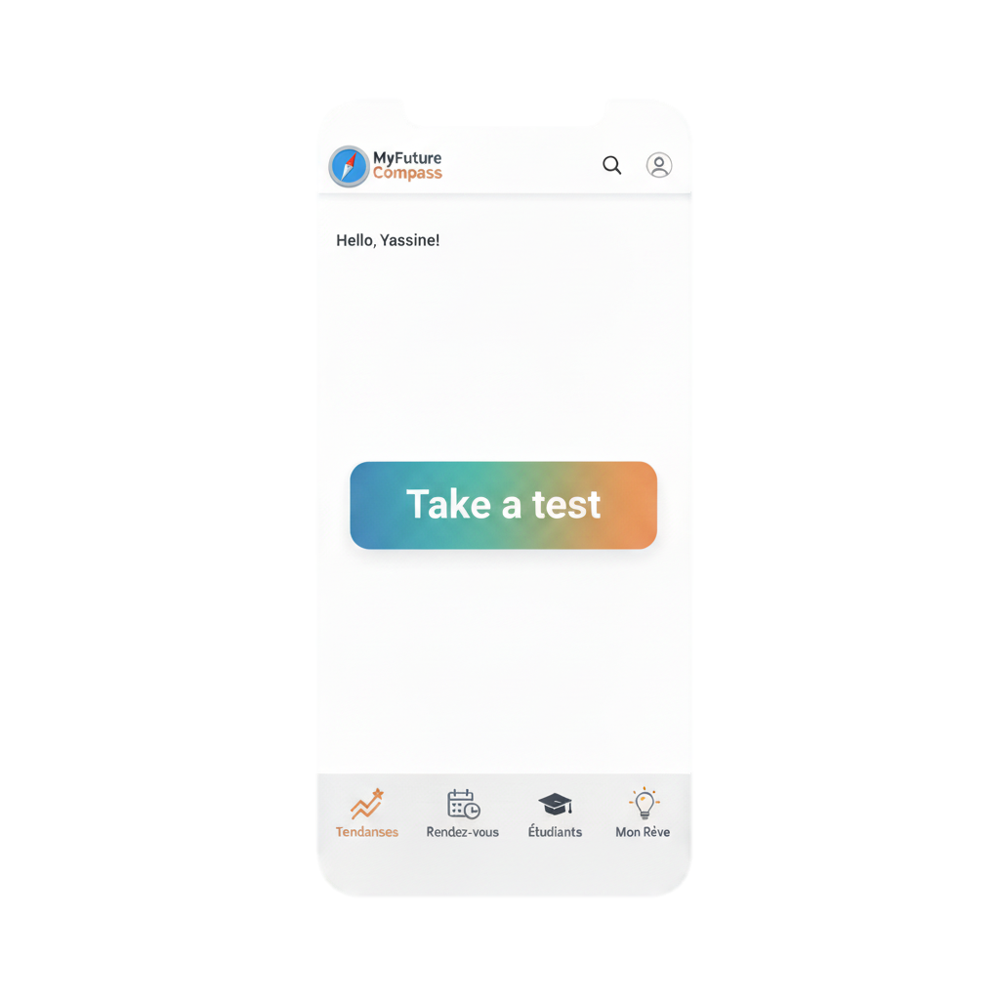 MyFuture
Compass
Hello, Yassine!
Take a test
Tendanses
Rendez-vous
Étudiants
Mon Rêve